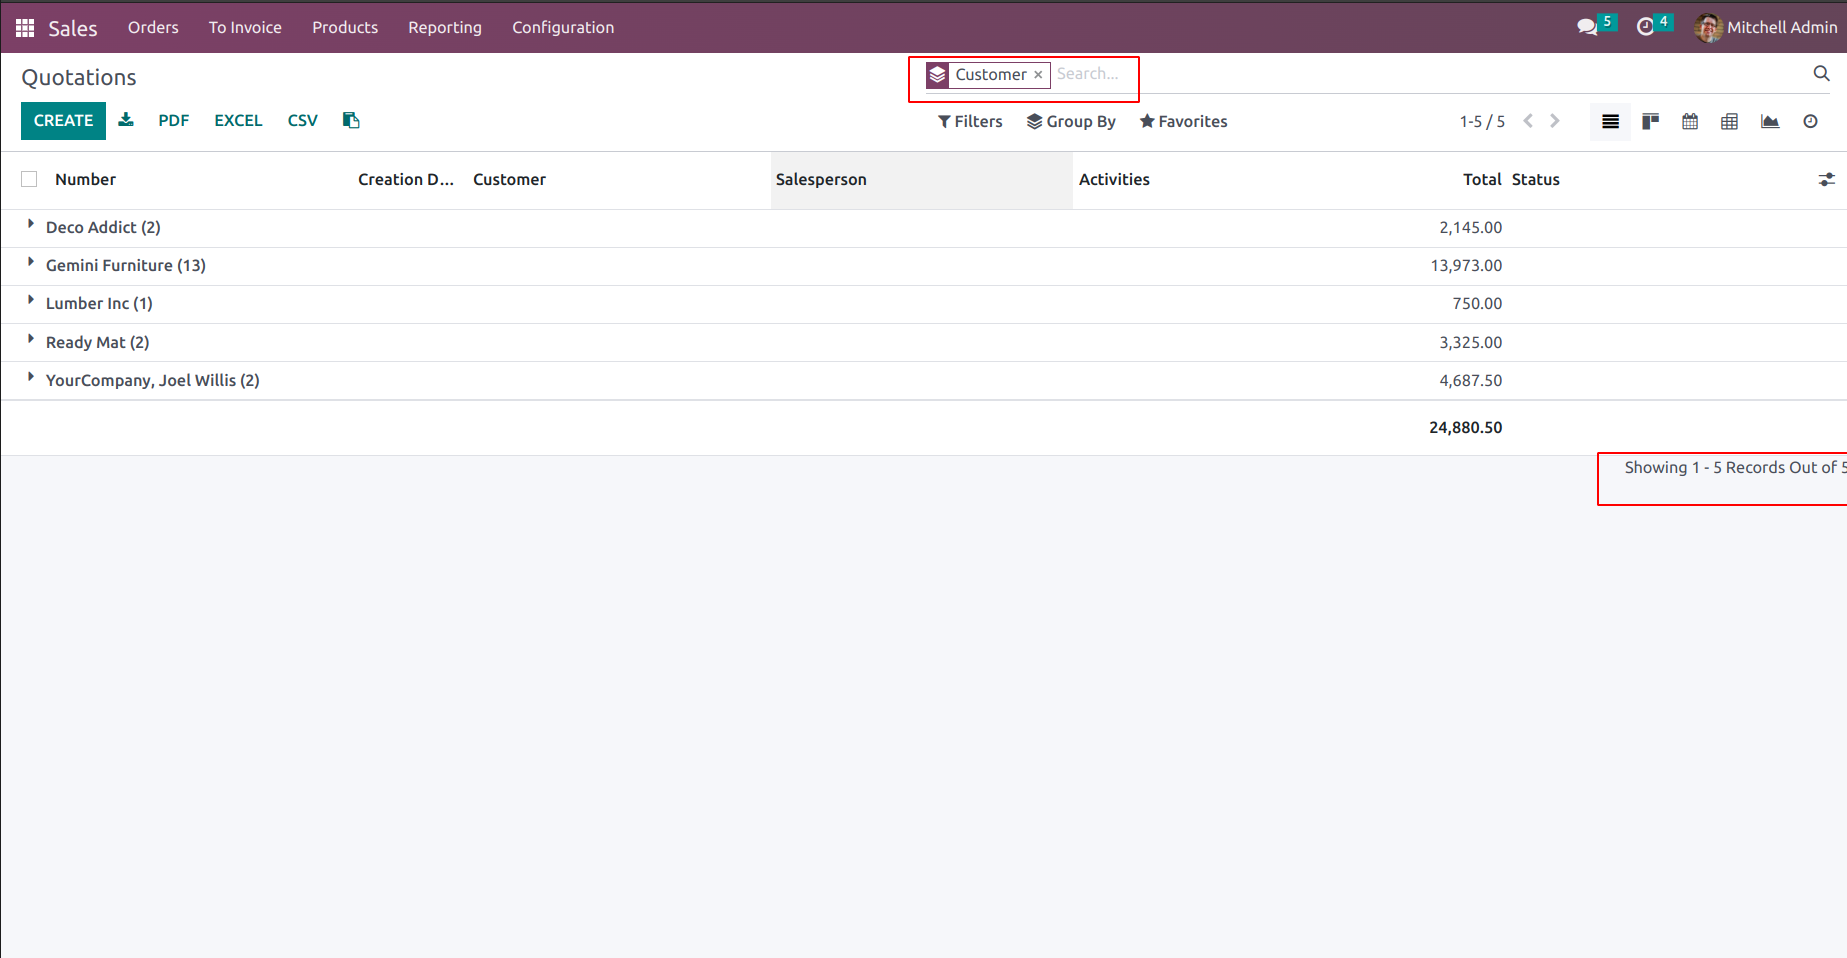 Sales Orders To Invoice Products Reporting Configuration 5 4 Mitchell Admin
Quotations Customer × Search...
CREATE PDF EXCEL CSV Filters Group By Favorites 1-5 / 5
Number Creation D... Customer Salesperson Activities Total Status
Deco Addict (2) 2,145.00
Gemini Furniture (13) 13,973.00
Lumber Inc (1) 750.00
Ready Mat (2) 3,325.00
YourCompany, Joel Willis (2) 4,687.50
24,880.50
Showing 1 - 5 Records Out of 5